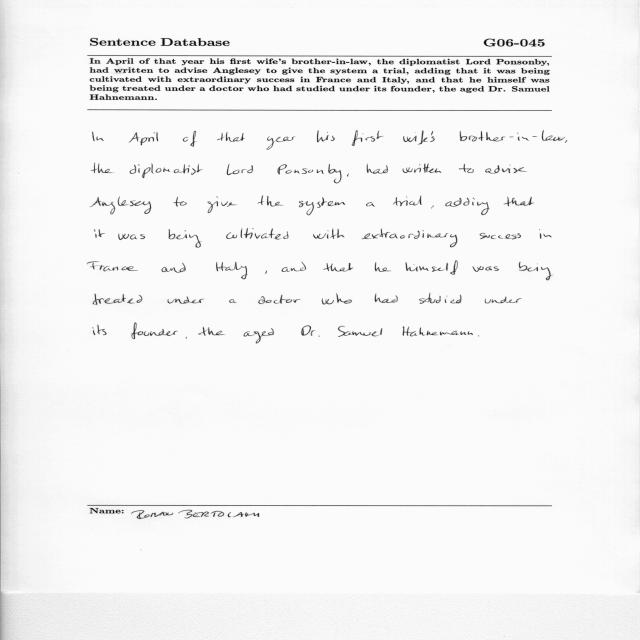 Sentence Database G06-045
In April of that year his first wife's brother-in-law, the diplomatist Lord Ponsonby,
had written to advise Anglesey to give the system a trial, adding that it was being
cultivated with extraordinary success in France and Italy, and that he himself was
being treated under a doctor who had studied under its founder, the aged Dr. Samuel
Hahnemann.
In April of that year his first wife's brother-in-law,
the diplomatist Lord Ponsonby, had written to advise
Anglesey to give the system a trial, adding that
it was being cultivated with extraordinary success in
France and Italy, and that he himself was being
treated under a doctor who had studied under
its founder, the aged Dr. Samuel Hahnemann.
Name: